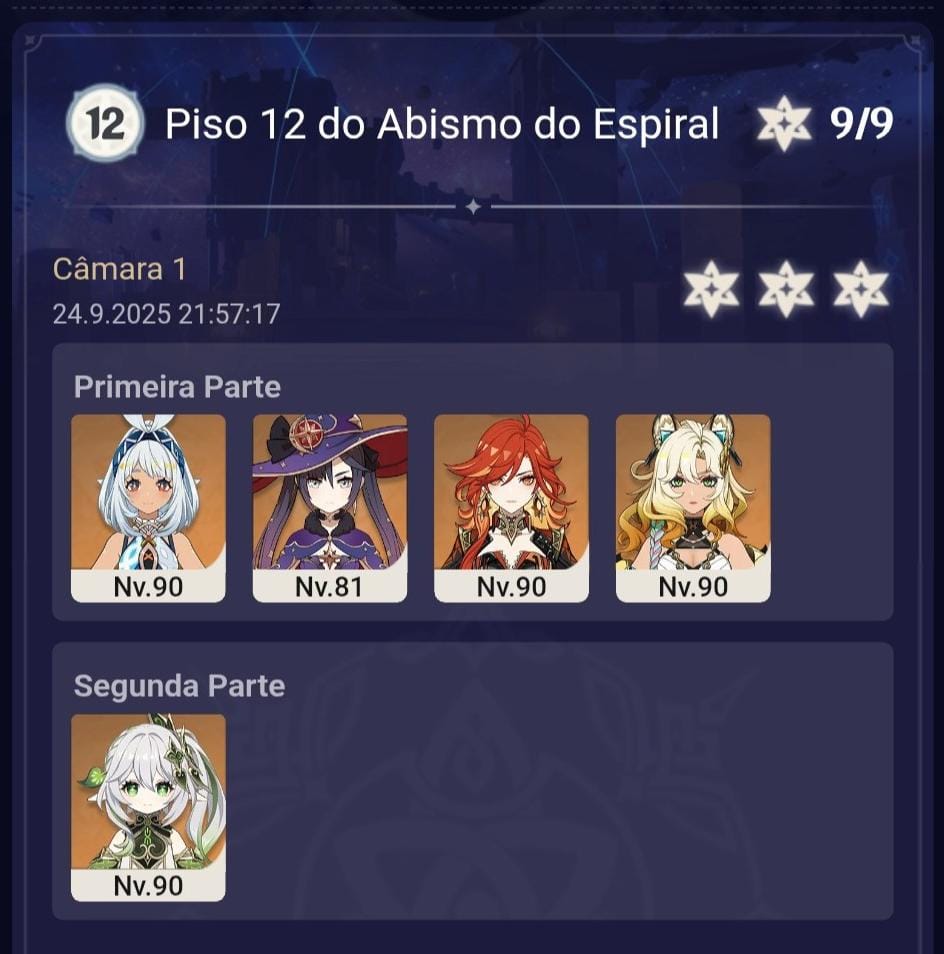 12 Piso 12 do Abismo do Espiral 9/9
Câmara 1
24.9.2025 21:57:17
Primeira Parte
Nv.90 Nv.81 Nv.90 Nv.90
Segunda Parte
Nv.90